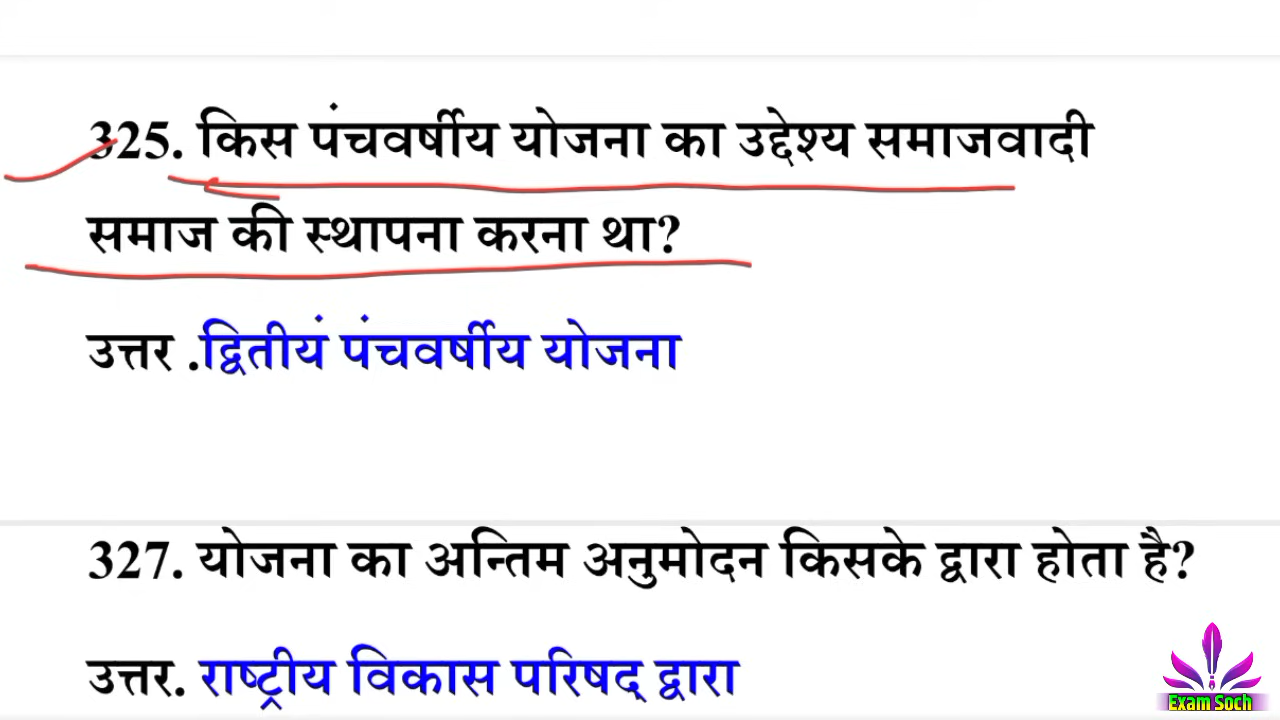 325. किस पंचवर्षीय योजना का उद्देश्य समाजवादी
समाज की स्थापना करना था?
उत्तर .द्वितीयं पंचवर्षीय योजना
327. योजना का अन्तिम अनुमोदन किसके द्वारा होता है?
उत्तर. राष्ट्रीय विकास परिषद् द्वारा
Exam Soch